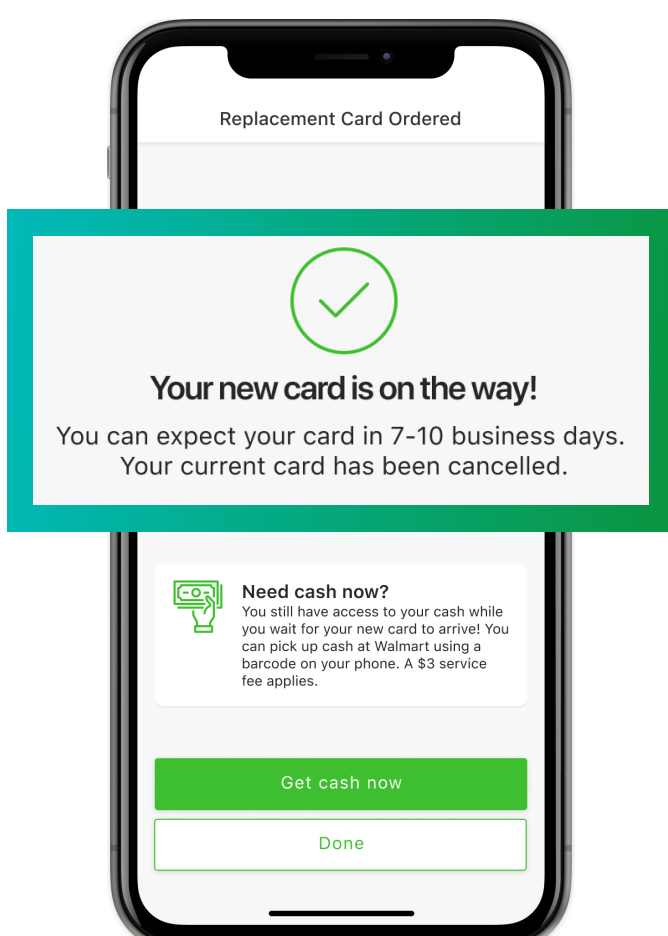 Replacement Card Ordered
Your new card is on the way!
You can expect your card in 7-10 business days.
Your current card has been cancelled.
Need cash now?
You still have access to your cash while
you wait for your new card to arrive! You
can pick up cash at Walmart using a
barcode on your phone. A $3 service
fee applies.
Get cash now
Done